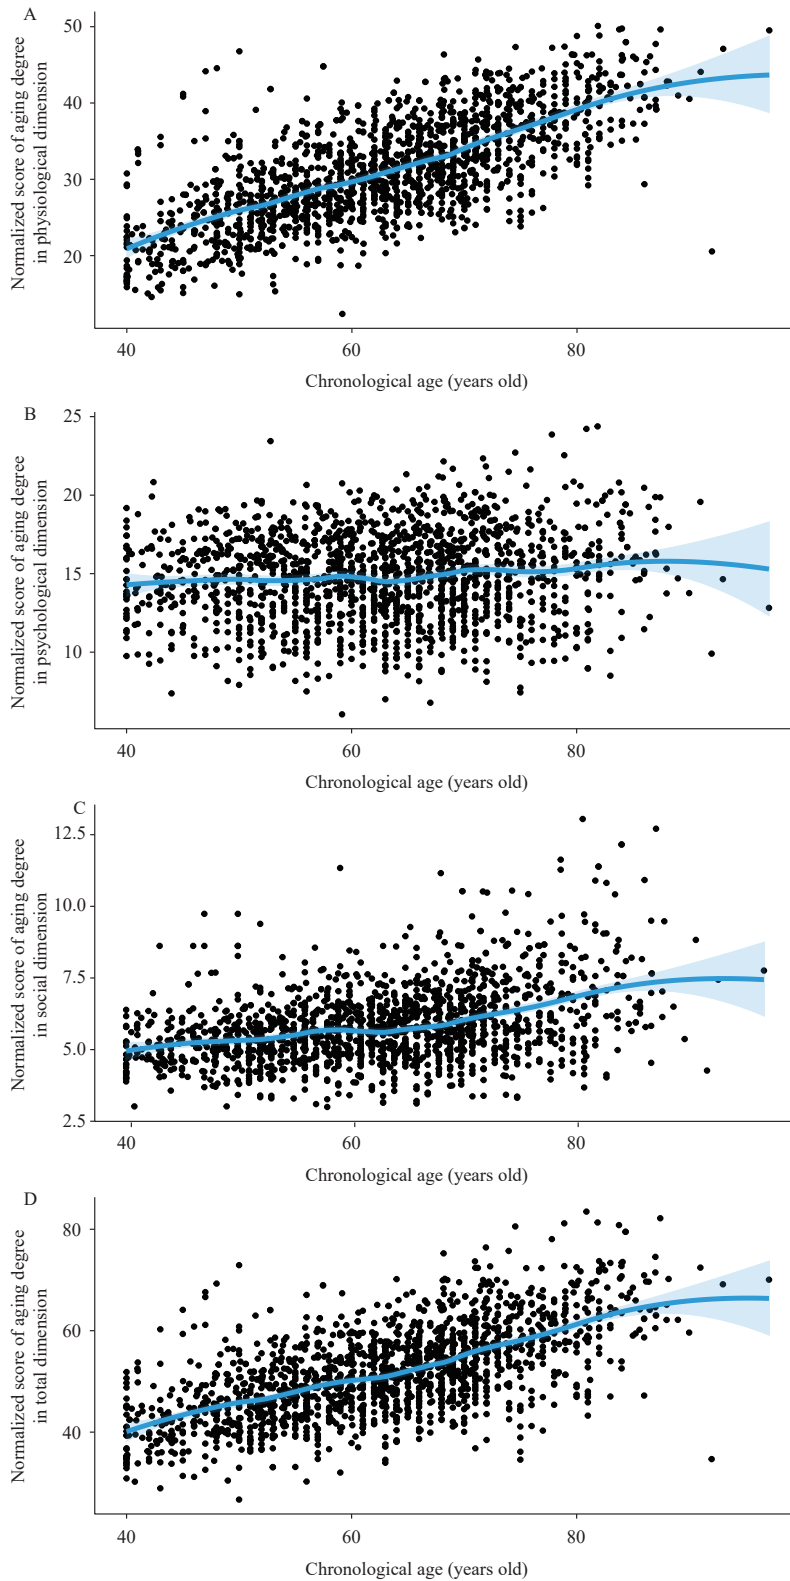 A
Normalized score of aging degree
in physiological dimension
50
40
30
20
40 60 80
Chronological age (years old)
B
Normalized score of aging degree
in psychological dimension
25
20
15
10
40 60 80
Chronological age (years old)
C
Normalized score of aging degree
in social dimension
12.5
10.0
7.5
5.0
2.5
40 60 80
Chronological age (years old)
D
Normalized score of aging degree
in total dimension
80
60
40
40 60 80
Chronological age (years old)